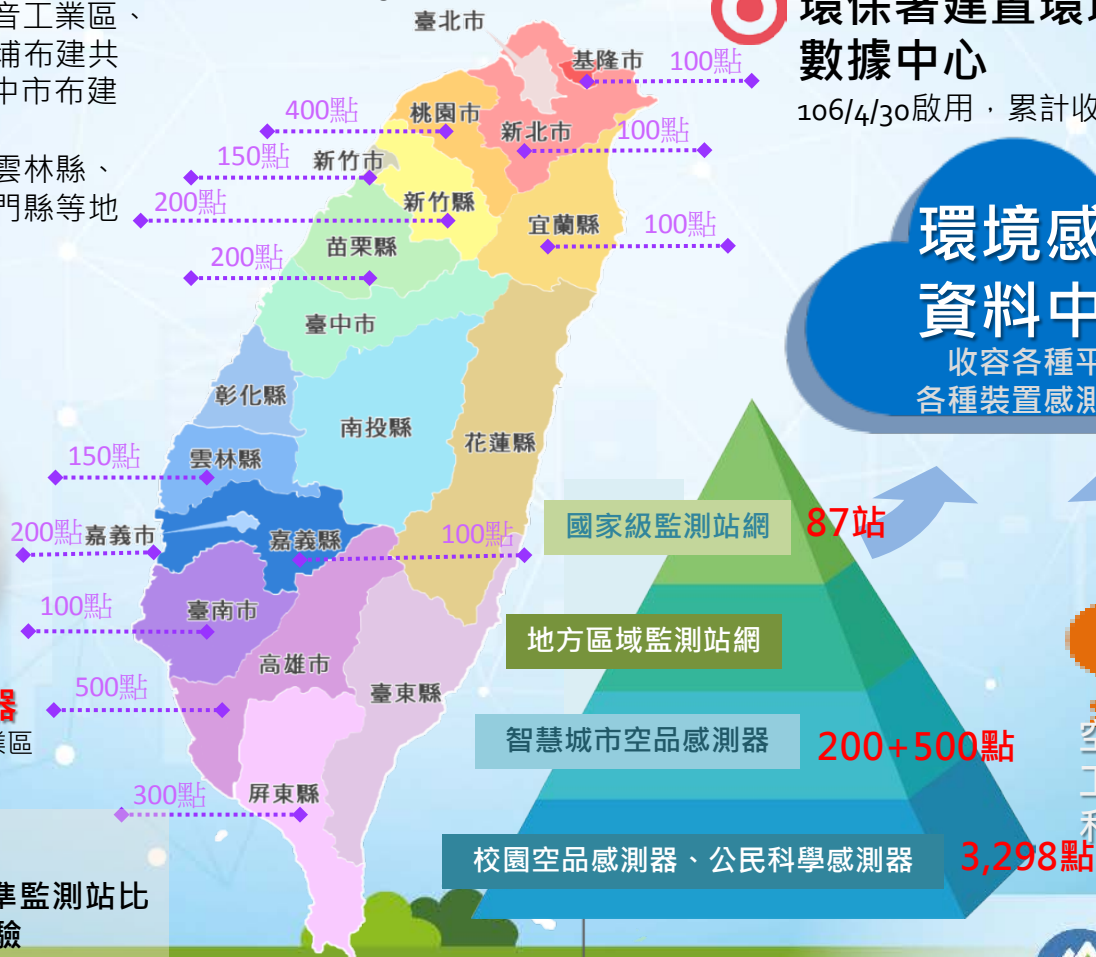 音工業區、
埔布建共
中市布建
雲林縣、
門縣等地
臺北市
基隆市 100點
400點 桃園市
新北市 100點
150點 新竹市
200點 新竹縣
宜蘭縣 100點
200點 苗栗縣
臺中市
彰化縣
南投縣
花蓮縣
150點 雲林縣
200點 嘉義市
嘉義縣 100點
100點 臺南市
高雄市
500點
臺東縣
300點 屏東縣
器
業區
準監測站比
驗
環保署建置環境
數據中心
106/4/30啟用，累計收
環境感
資料中
收容各種平
各種裝置感測
國家級監測站網 87站
地方區域監測站網
智慧城市空品感測器 200+500點
校園空品感測器、公民科學感測器 3,298點
空
工
利